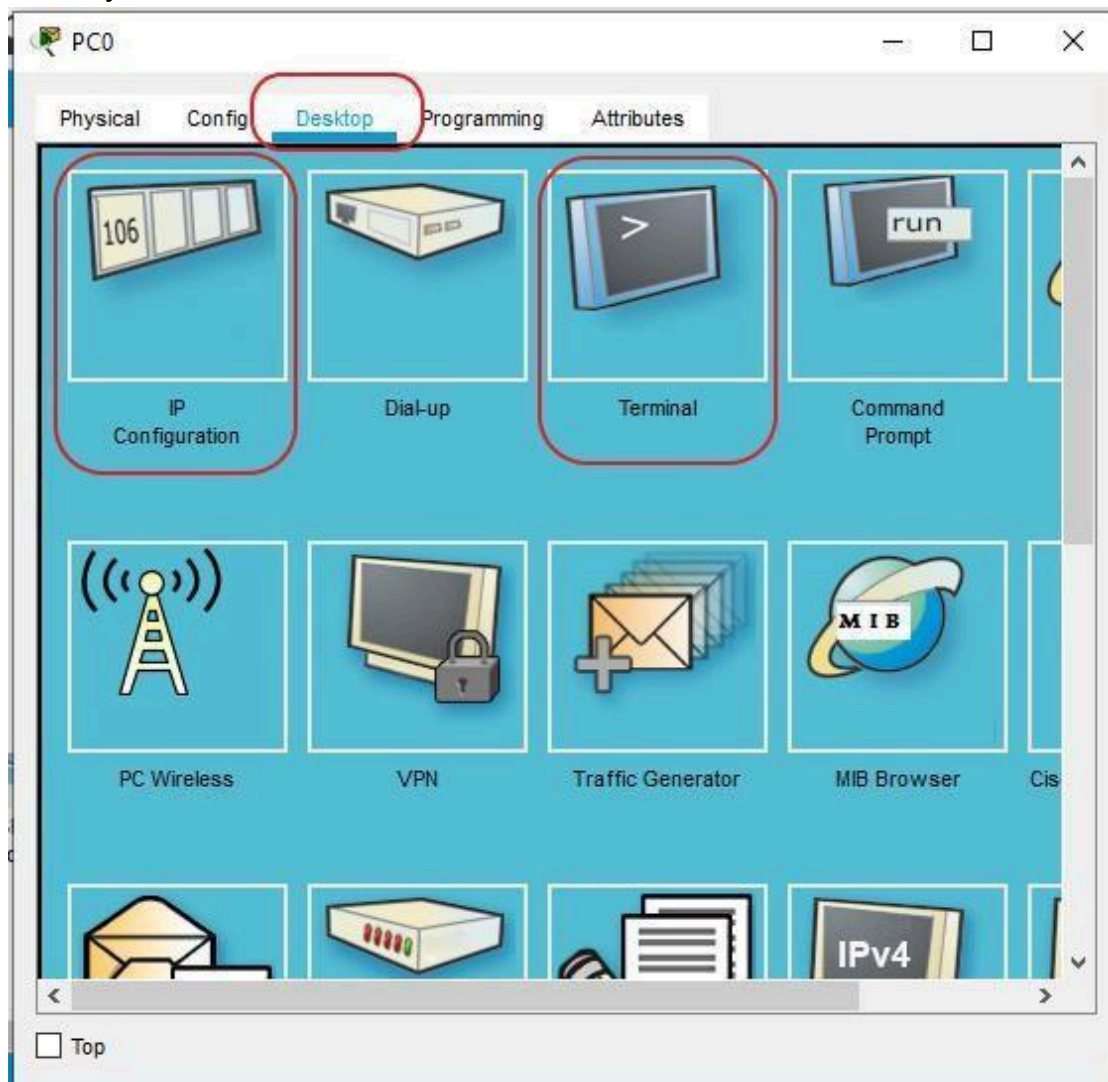 PC0
Physical Config Desktop Programming Attributes
106
>
run
IP
Configuration
Dial-up
Terminal
Command
Prompt
MIB
PC Wireless
VPN
Traffic Generator
MIB Browser
Cis
IPv4
Top